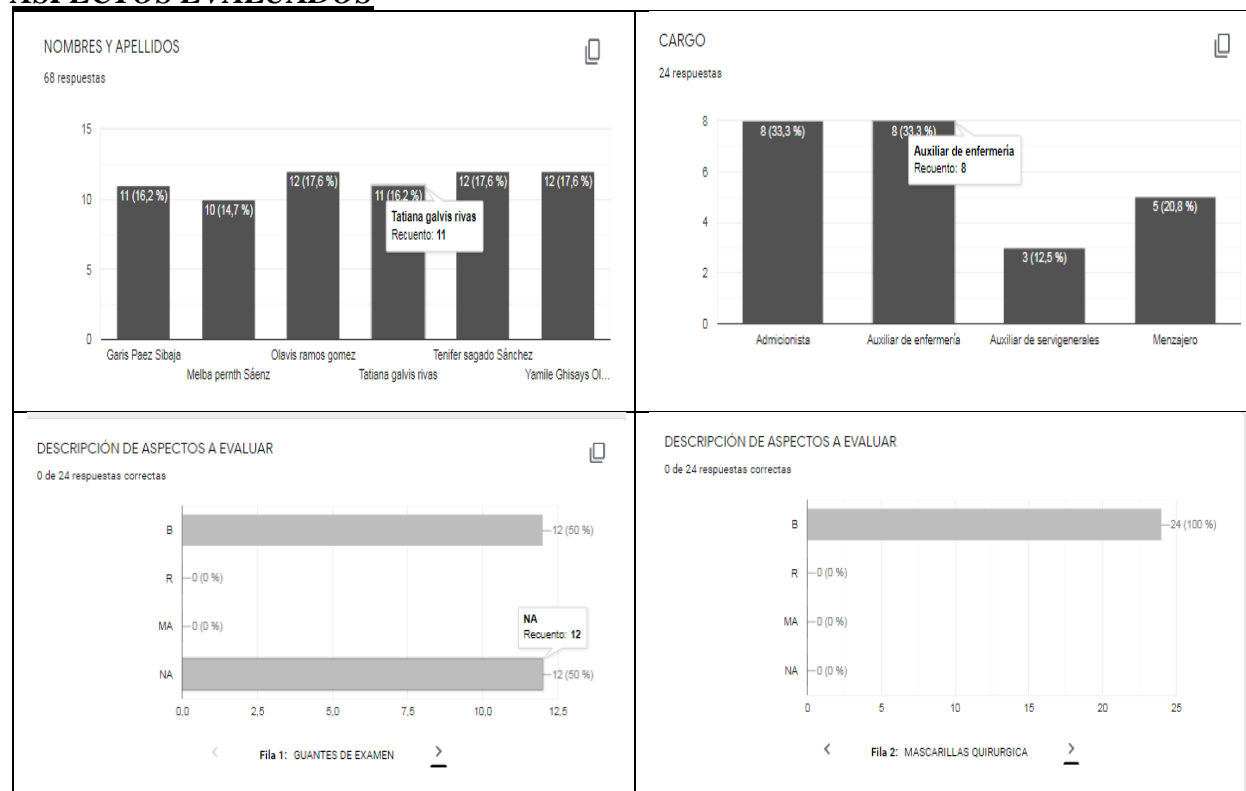 ASPECTOS EVALUADOS
NOMBRES Y APELLIDOS
68 respuestas
15
10
5
0
11 (16,2 %)
10 (14,7 %)
12 (17,6 %)
11 (16,2 %)
12 (17,6 %)
12 (17,6 %)
Tatiana galvis rivas
Recuento: 11
Garis Paez Sibaja
Melba pernth Sáenz
Olavis ramos gomez
Tatiana galvis rivas
Tenifer sagado Sánchez
Yamile Ghisays Ol...
CARGO
24 respuestas
8
6
4
2
0
8 (33,3 %)
8 (33,3 %)
3 (12,5 %)
5 (20,8 %)
Auxiliar de enfermería
Recuento: 8
Admicionista
Auxiliar de enfermería
Auxiliar de servigenerales
Menzajero
DESCRIPCIÓN DE ASPECTOS A EVALUAR
0 de 24 respuestas correctas
B
12 (50 %)
R
0 (0 %)
MA
0 (0 %)
NA
12 (50 %)
NA
Recuento: 12
0,0
2,5
5,0
7,5
10,0
12,5
Fila 1: GUANTES DE EXAMEN
DESCRIPCIÓN DE ASPECTOS A EVALUAR
0 de 24 respuestas correctas
B
24 (100 %)
R
0 (0 %)
MA
0 (0 %)
NA
0 (0 %)
0
5
10
15
20
25
Fila 2: MASCARILLAS QUIRURGICA